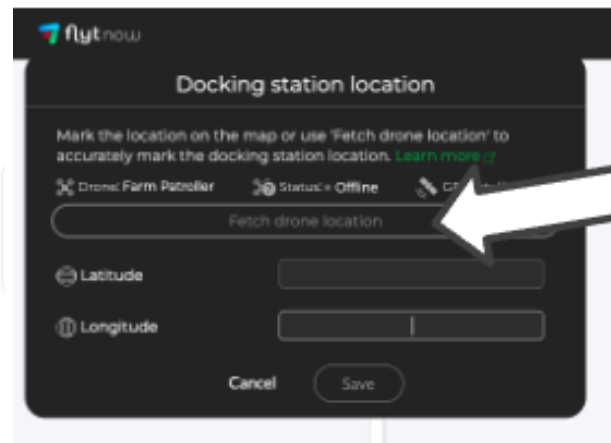 flytnow
Docking station location
Mark the location on the map or use 'Fetch drone location' to
accurately mark the docking station location. Learn more
Drone: Farm Patroller Status: Offline
Fetch drone location
Latitude
Longitude
Cancel Save